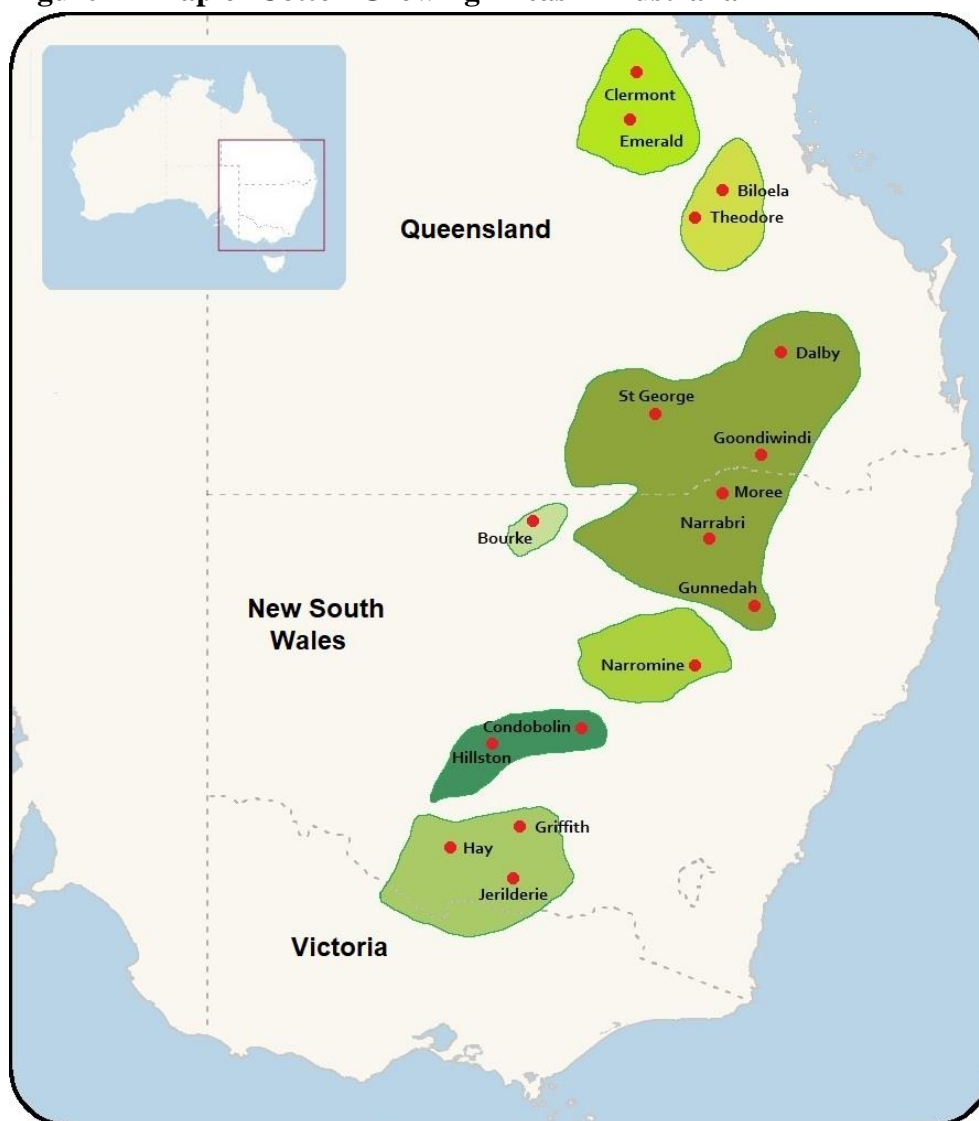 Clermont
Emerald
Biloela
Theodore
Queensland
Dalby
St George
Goondiwindi
Moree
Narrabri
Bourke
Gunnedah
New South
Wales
Narromine
Condobolin
Hillston
Griffith
Hay
Jerilderie
Victoria